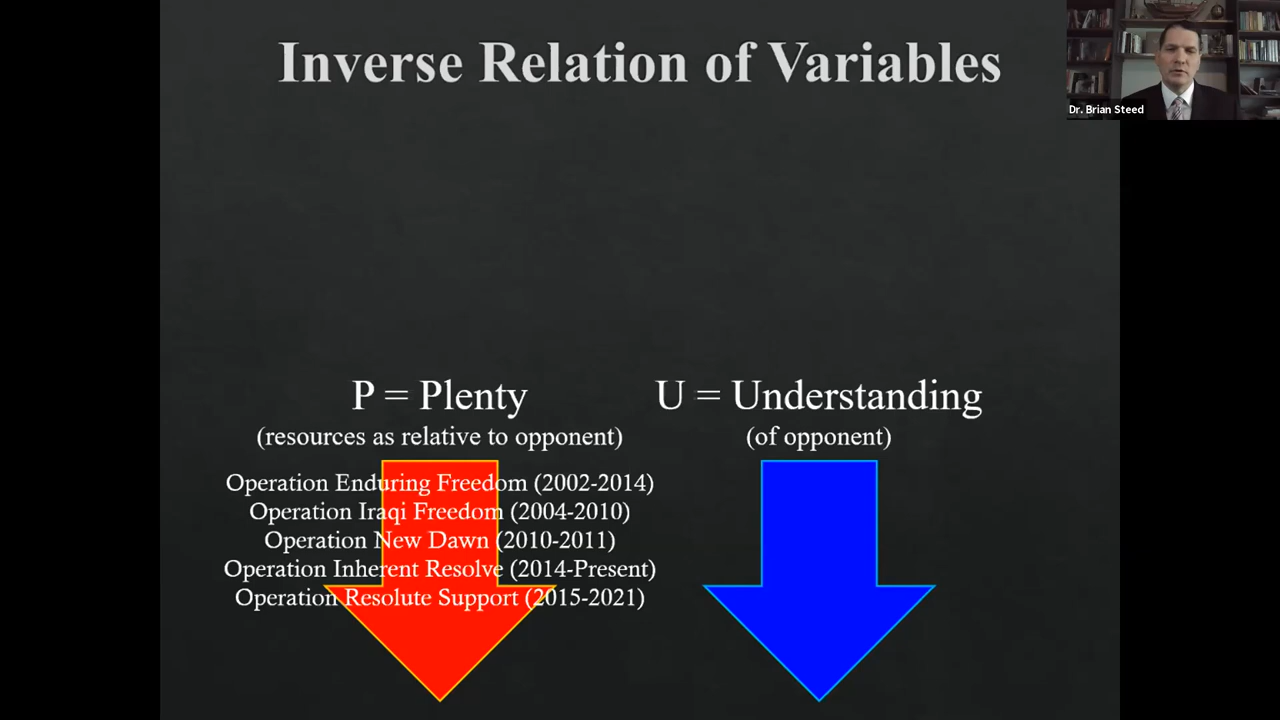 Inverse Relation of Variables
Dr. Brian Steed
P = Plenty
(resources as relative to opponent)
Operation Enduring Freedom (2002-2014)
Operation Iraqi Freedom (2004-2010)
Operation New Dawn (2010-2011)
Operation Inherent Resolve (2014-Present)
Operation Resolute Support (2015-2021)
U = Understanding
(of opponent)